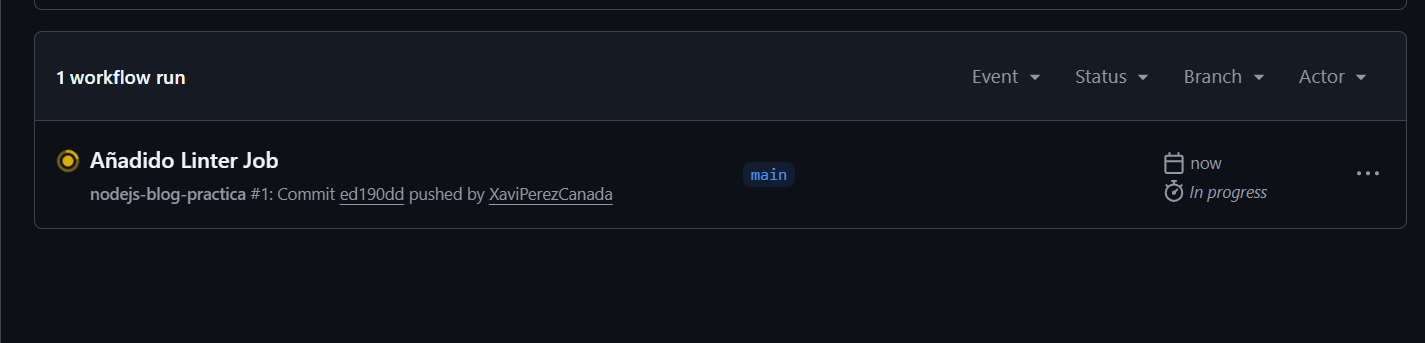 1 workflow run
Event
Status
Branch
Actor
Añadido Linter Job
nodejs-blog-practica #1: Commit ed190dd pushed by XaviPerezCanada
main
now
In progress